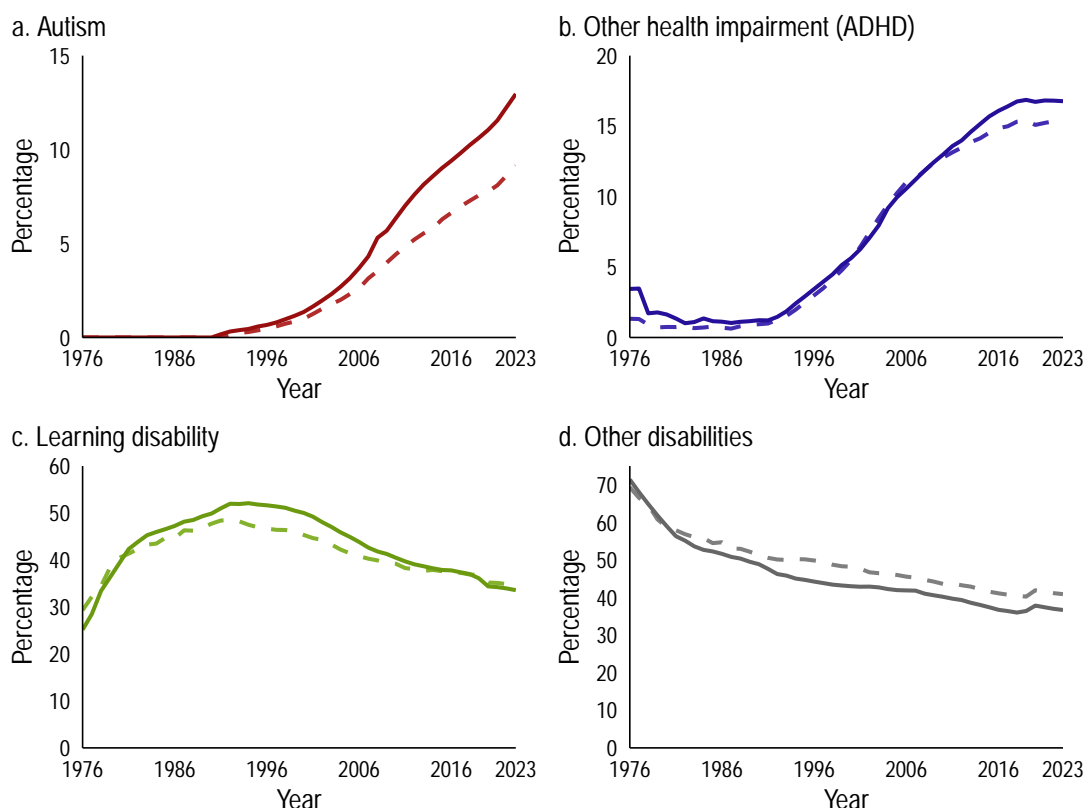 a. Autism
15
10
5
0
Percentage
1976 1986 1996 2006 2016 2023
Year
b. Other health impairment (ADHD)
20
15
10
5
0
Percentage
1976 1986 1996 2006 2016 2023
Year
c. Learning disability
60
50
40
30
20
10
0
Percentage
1976 1986 1996 2006 2016 2023
Year
d. Other disabilities
70
60
50
40
30
20
10
0
Percentage
1976 1986 1996 2006 2016 2023
Year